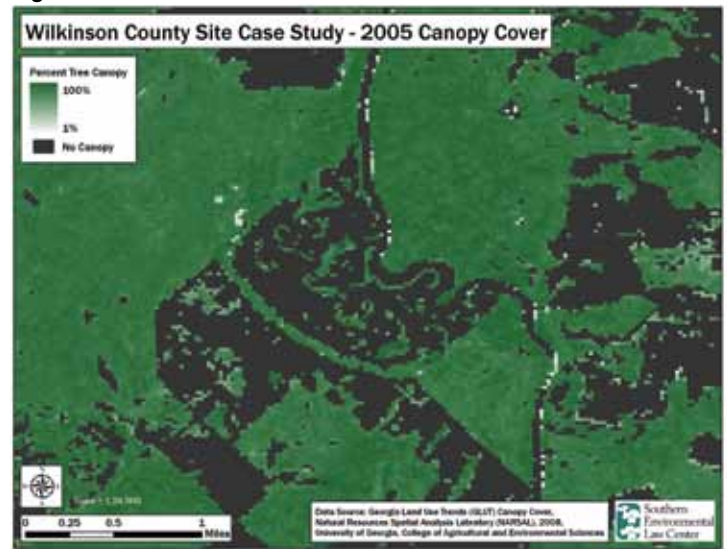 Wilkinson County Site Case Study - 2005 Canopy Cover
Percent Tree Canopy
100%
1%
No Canopy
0 0.25 0.5 1
Miles
Data Source: Georgia Land Use Trends (GLUT) Canopy Cover,
Natural Resources Spatial Analysis Labratory (NARSAL), 2008,
University of Georgia, College of Agricultural and Environmental Sciences
Southern
Environmental
Law Center